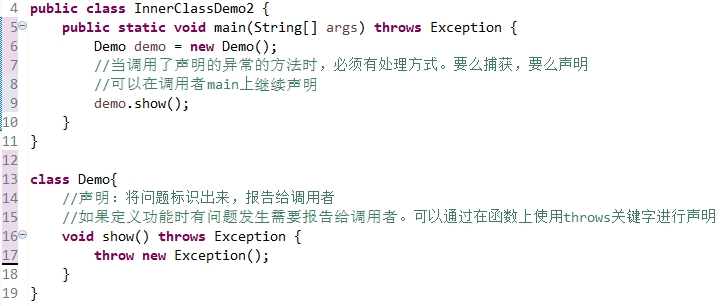 4 public class InnerClassDemo2 {
5 public static void main(String[] args) throws Exception {
6 Demo demo = new Demo();
7 //当调用了声明的异常的方法时，必须有处理方式。要么捕获，要么声明
8 //可以在调用者main上继续声明
9 demo.show();
10 }
11 }
12
13 class Demo{
14 //声明：将问题标识出来，报告给调用者
15 //如果定义功能时有问题发生需要报告给调用者。可以通过在函数上使用throws关键字进行声明
16 void show() throws Exception {
17 throw new Exception();
18 }
19 }